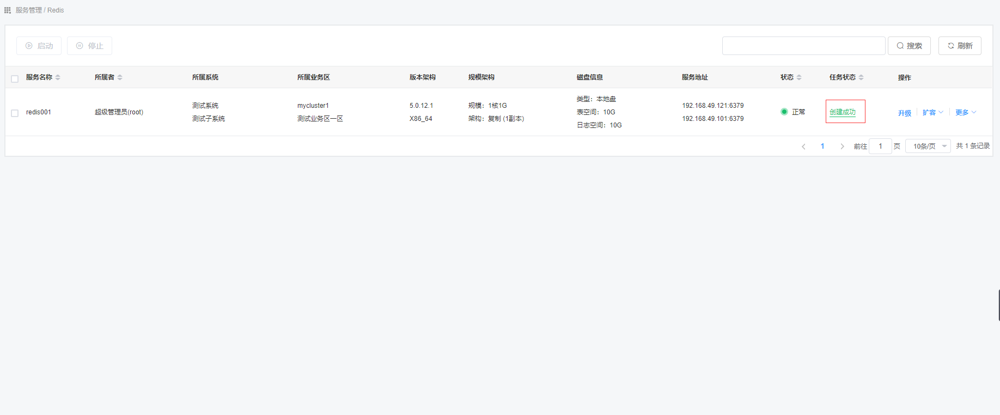 服务管理 / Redis
启动 停止 搜索 刷新
服务名称 所属者 所属系统 所属业务区 版本架构 规模架构 磁盘信息 服务地址 状态 任务状态 操作
redis001 超级管理员(root) 测试系统 mycluster1 5.0.12.1 规模：1核1G 类型：本地盘 192.168.49.121:6379 正常 创建成功 升级 扩容 更多
测试子系统 测试业务区一区 X86_64 架构：复制 (1副本) 表空间：10G 192.168.49.101:6379
日志空间：10G
1 前往 1 页 10条/页 共 1 条记录